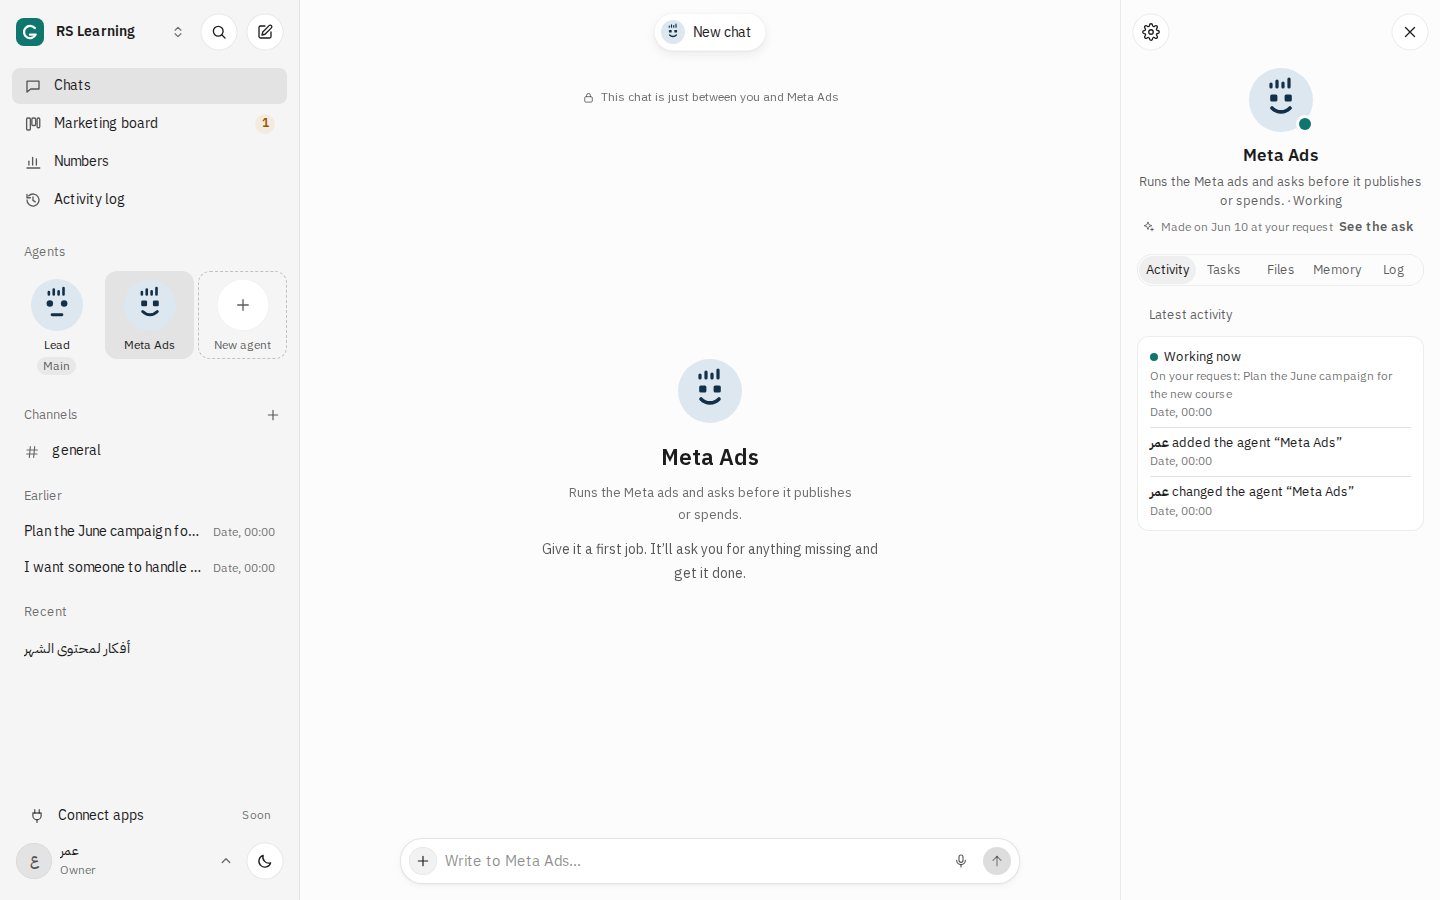 RS Learning
Chats
Marketing board
1
Numbers
Activity log
Agents
Lead
Main
Meta Ads
New agent
Channels
general
Earlier
Plan the June campaign fo...
Date, 00:00
I want someone to handle ...
Date, 00:00
Recent
أفكار لمحتوى الشهر
Connect apps
Soon
ع
عمر
Owner
New chat
This chat is just between you and Meta Ads
Meta Ads
Runs the Meta ads and asks before it publishes
or spends.
Give it a first job. It’ll ask you for anything missing and
get it done.
Write to Meta Ads...
Meta Ads
Runs the Meta ads and asks before it publishes
or spends. · Working
Made on Jun 10 at your request See the ask
Activity
Tasks
Files
Memory
Log
Latest activity
Working now
On your request: Plan the June campaign for
the new course
Date, 00:00
عمر added the agent “Meta Ads”
Date, 00:00
عمر changed the agent “Meta Ads”
Date, 00:00